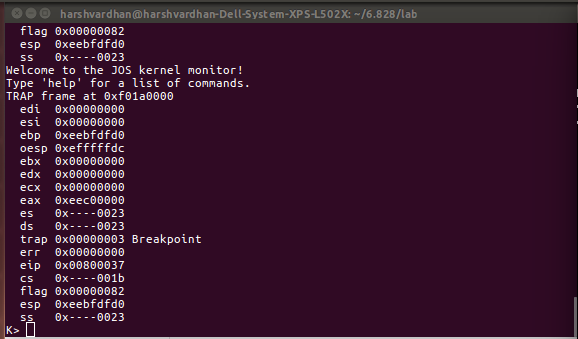 harshvardhan@harshvardhan-Dell-System-XPS-L502X: ~/6.828/lab
flag 0x00000082
esp 0xeebfdfd0
ss 0x----0023
Welcome to the JOS kernel monitor!
Type 'help' for a list of commands.
TRAP frame at 0xf01a0000
edi 0x00000000
esi 0x00000000
ebp 0xeebfdfd0
oesp 0xefffffdc
ebx 0x00000000
edx 0x00000000
ecx 0x00000000
eax 0xeec00000
es 0x----0023
ds 0x----0023
trap 0x00000003 Breakpoint
err 0x00000000
eip 0x00800037
cs 0x----001b
flag 0x00000082
esp 0xeebfdfd0
ss 0x----0023
K>